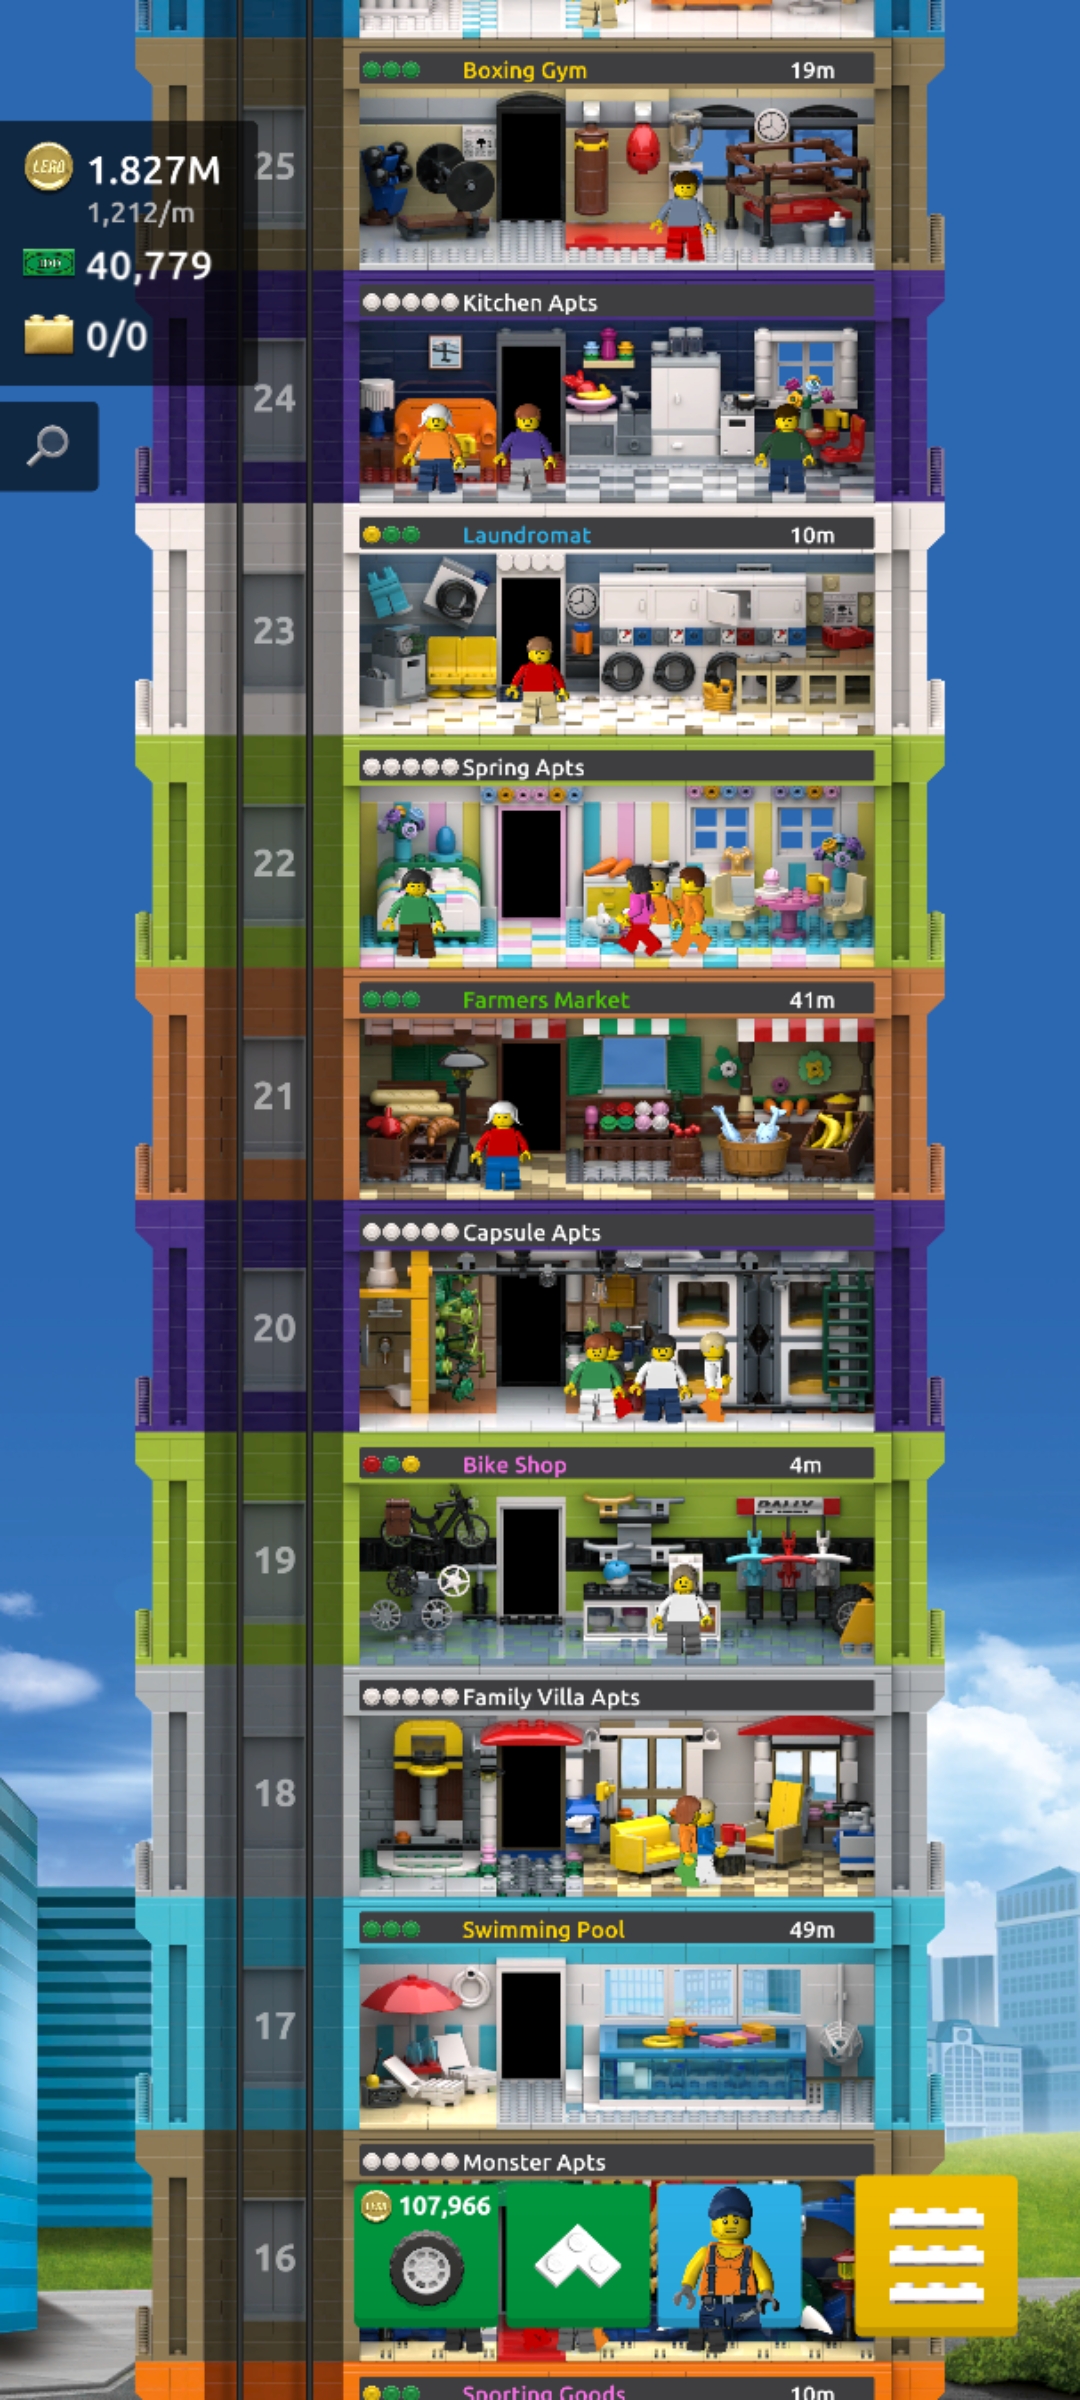 Boxing Gym 19m
25
LEGO 1.827M
1,212/m
40,779
0/0
Kitchen Apts
24
Laundromat 10m
23
Spring Apts
22
Farmers Market 41m
21
Capsule Apts
20
Bike Shop 4m
RALLY
19
Family Villa Apts
18
Swimming Pool 49m
17
Monster Apts
107,966
16
Sporting Goods 10m